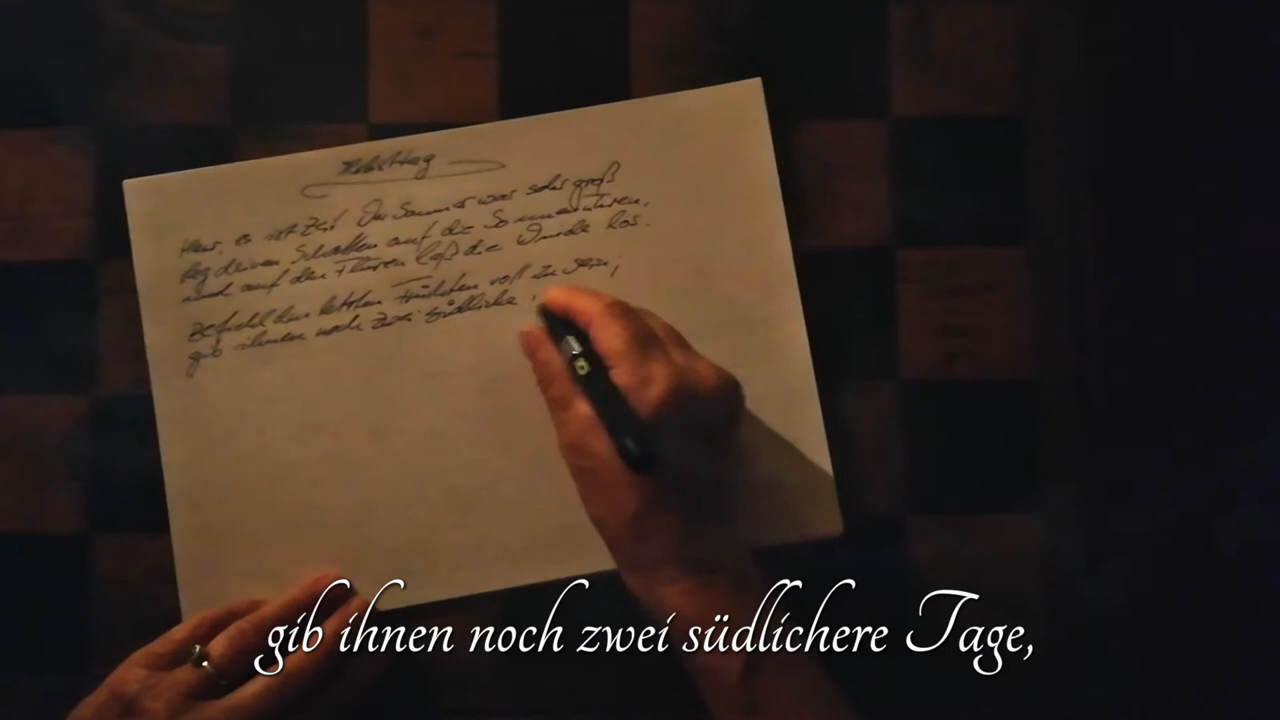 Herbsttag
Herr, es ist Zeit. Der Sommer war sehr groß
Leg deinen Schatten auf die Sonnenuhren,
und auf den Fluren laß die Winde los.
Befiehl den letzten Früchten voll zu sein;
gib ihnen noch zwei südliche
gib ihnen noch zwei südlichere Tage,